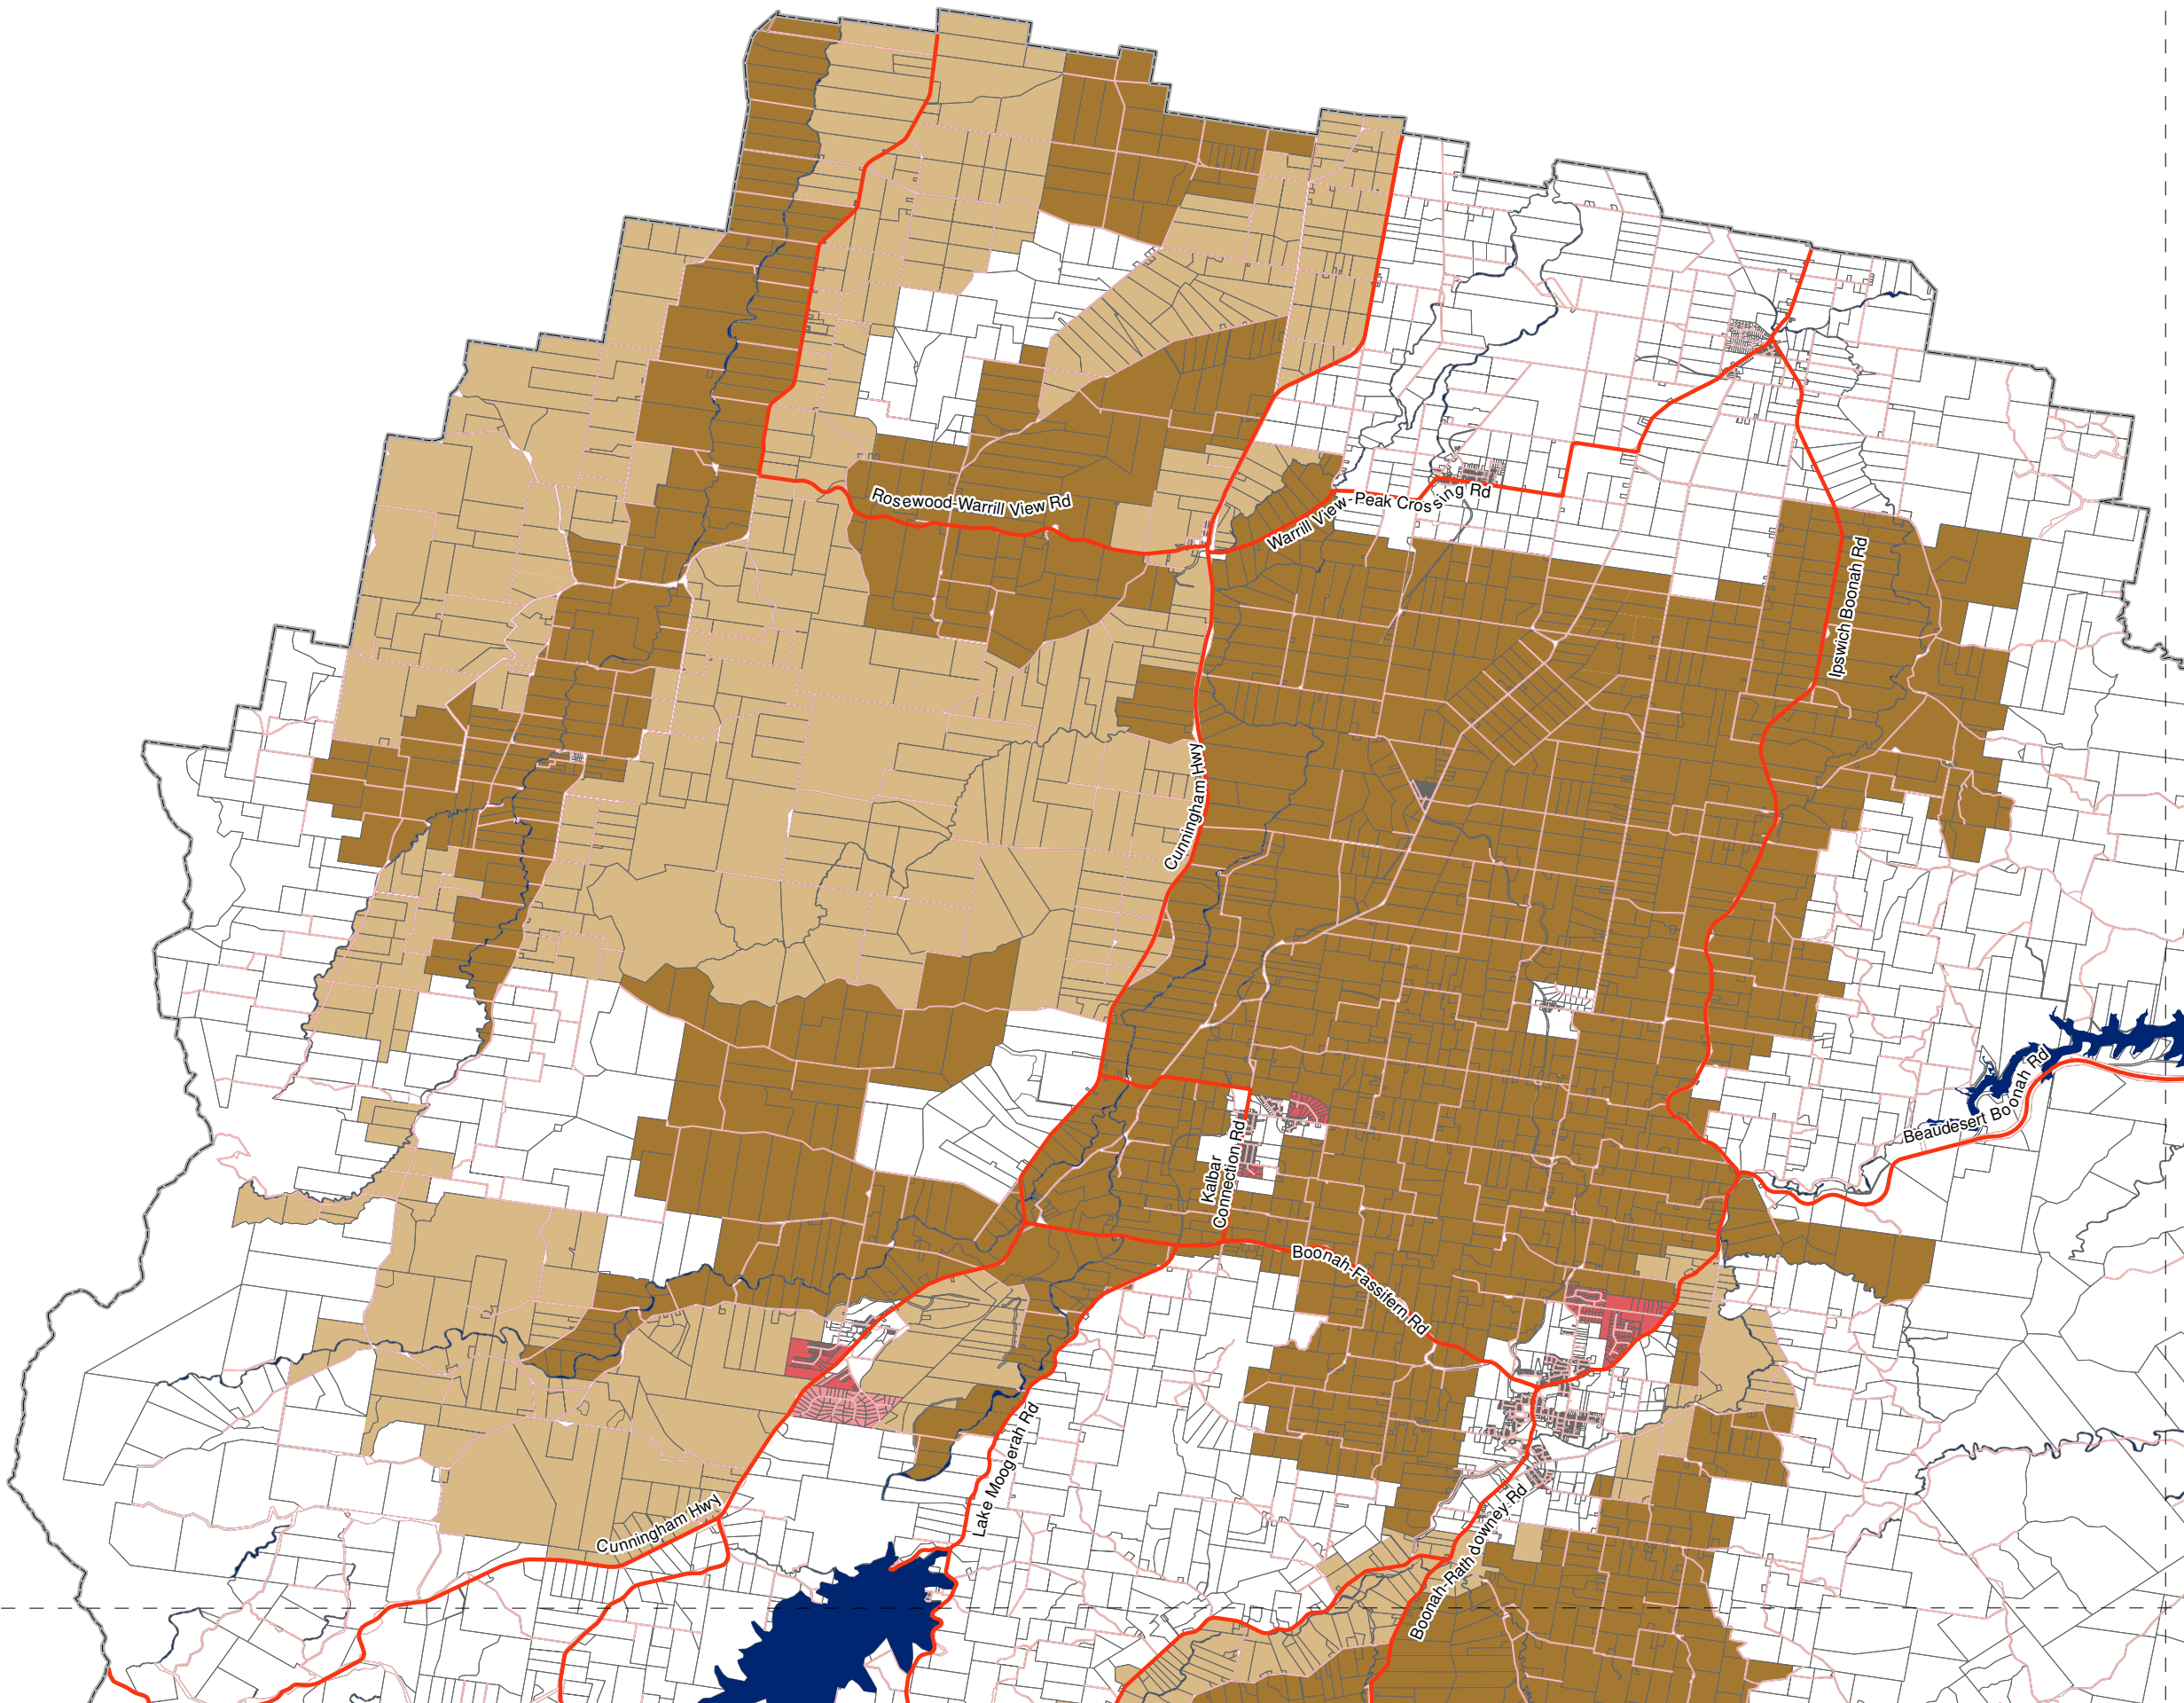 Rosewood-Warrill View Rd
Warrill View-Peak Crossing Rd
Ipswich Boonah Rd
Cunningham Hwy
Beaudesert Boonah Rd
Kalbar
Connection Rd
Boonah-Fassifern Rd
Lake Moogerah Rd
Cunningham Hwy
Boonah-Rathdowney-Rd